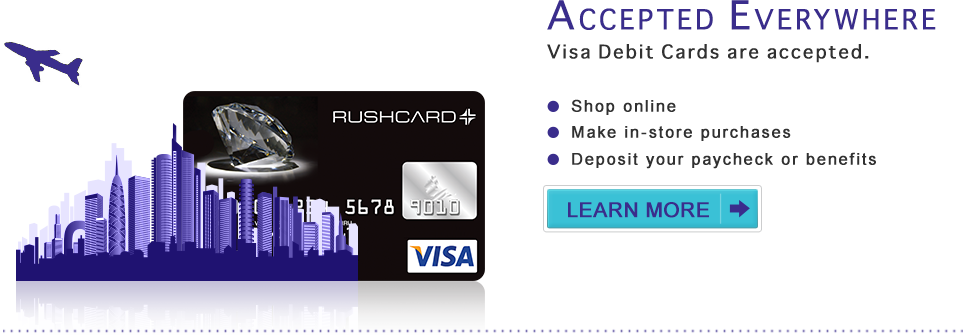 ACCEPTED EVERYWHERE
Visa Debit Cards are accepted.
Shop online
Make in-store purchases
Deposit your paycheck or benefits
LEARN MORE
RUSHCARD
5678 9010
VISA